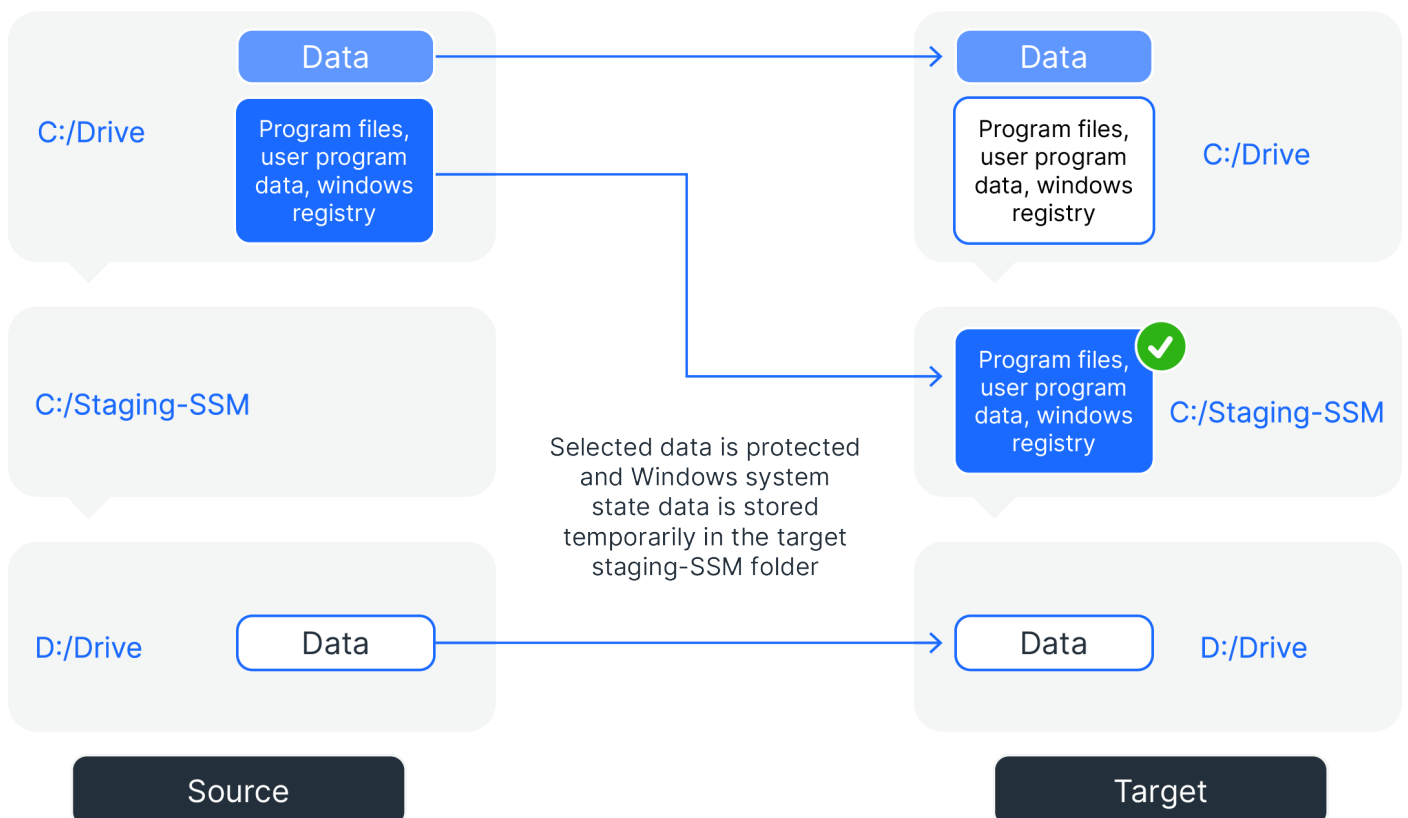 Data
C:/Drive
Program files,
user program
data, windows
registry
Data
Program files,
user program
data, windows
registry
C:/Drive
C:/Staging-SSM
Program files,
user program
data, windows
registry
C:/Staging-SSM
Selected data is protected
and Windows system
state data is stored
temporarily in the target
staging-SSM folder
D:/Drive
Data
Data
D:/Drive
Source
Target